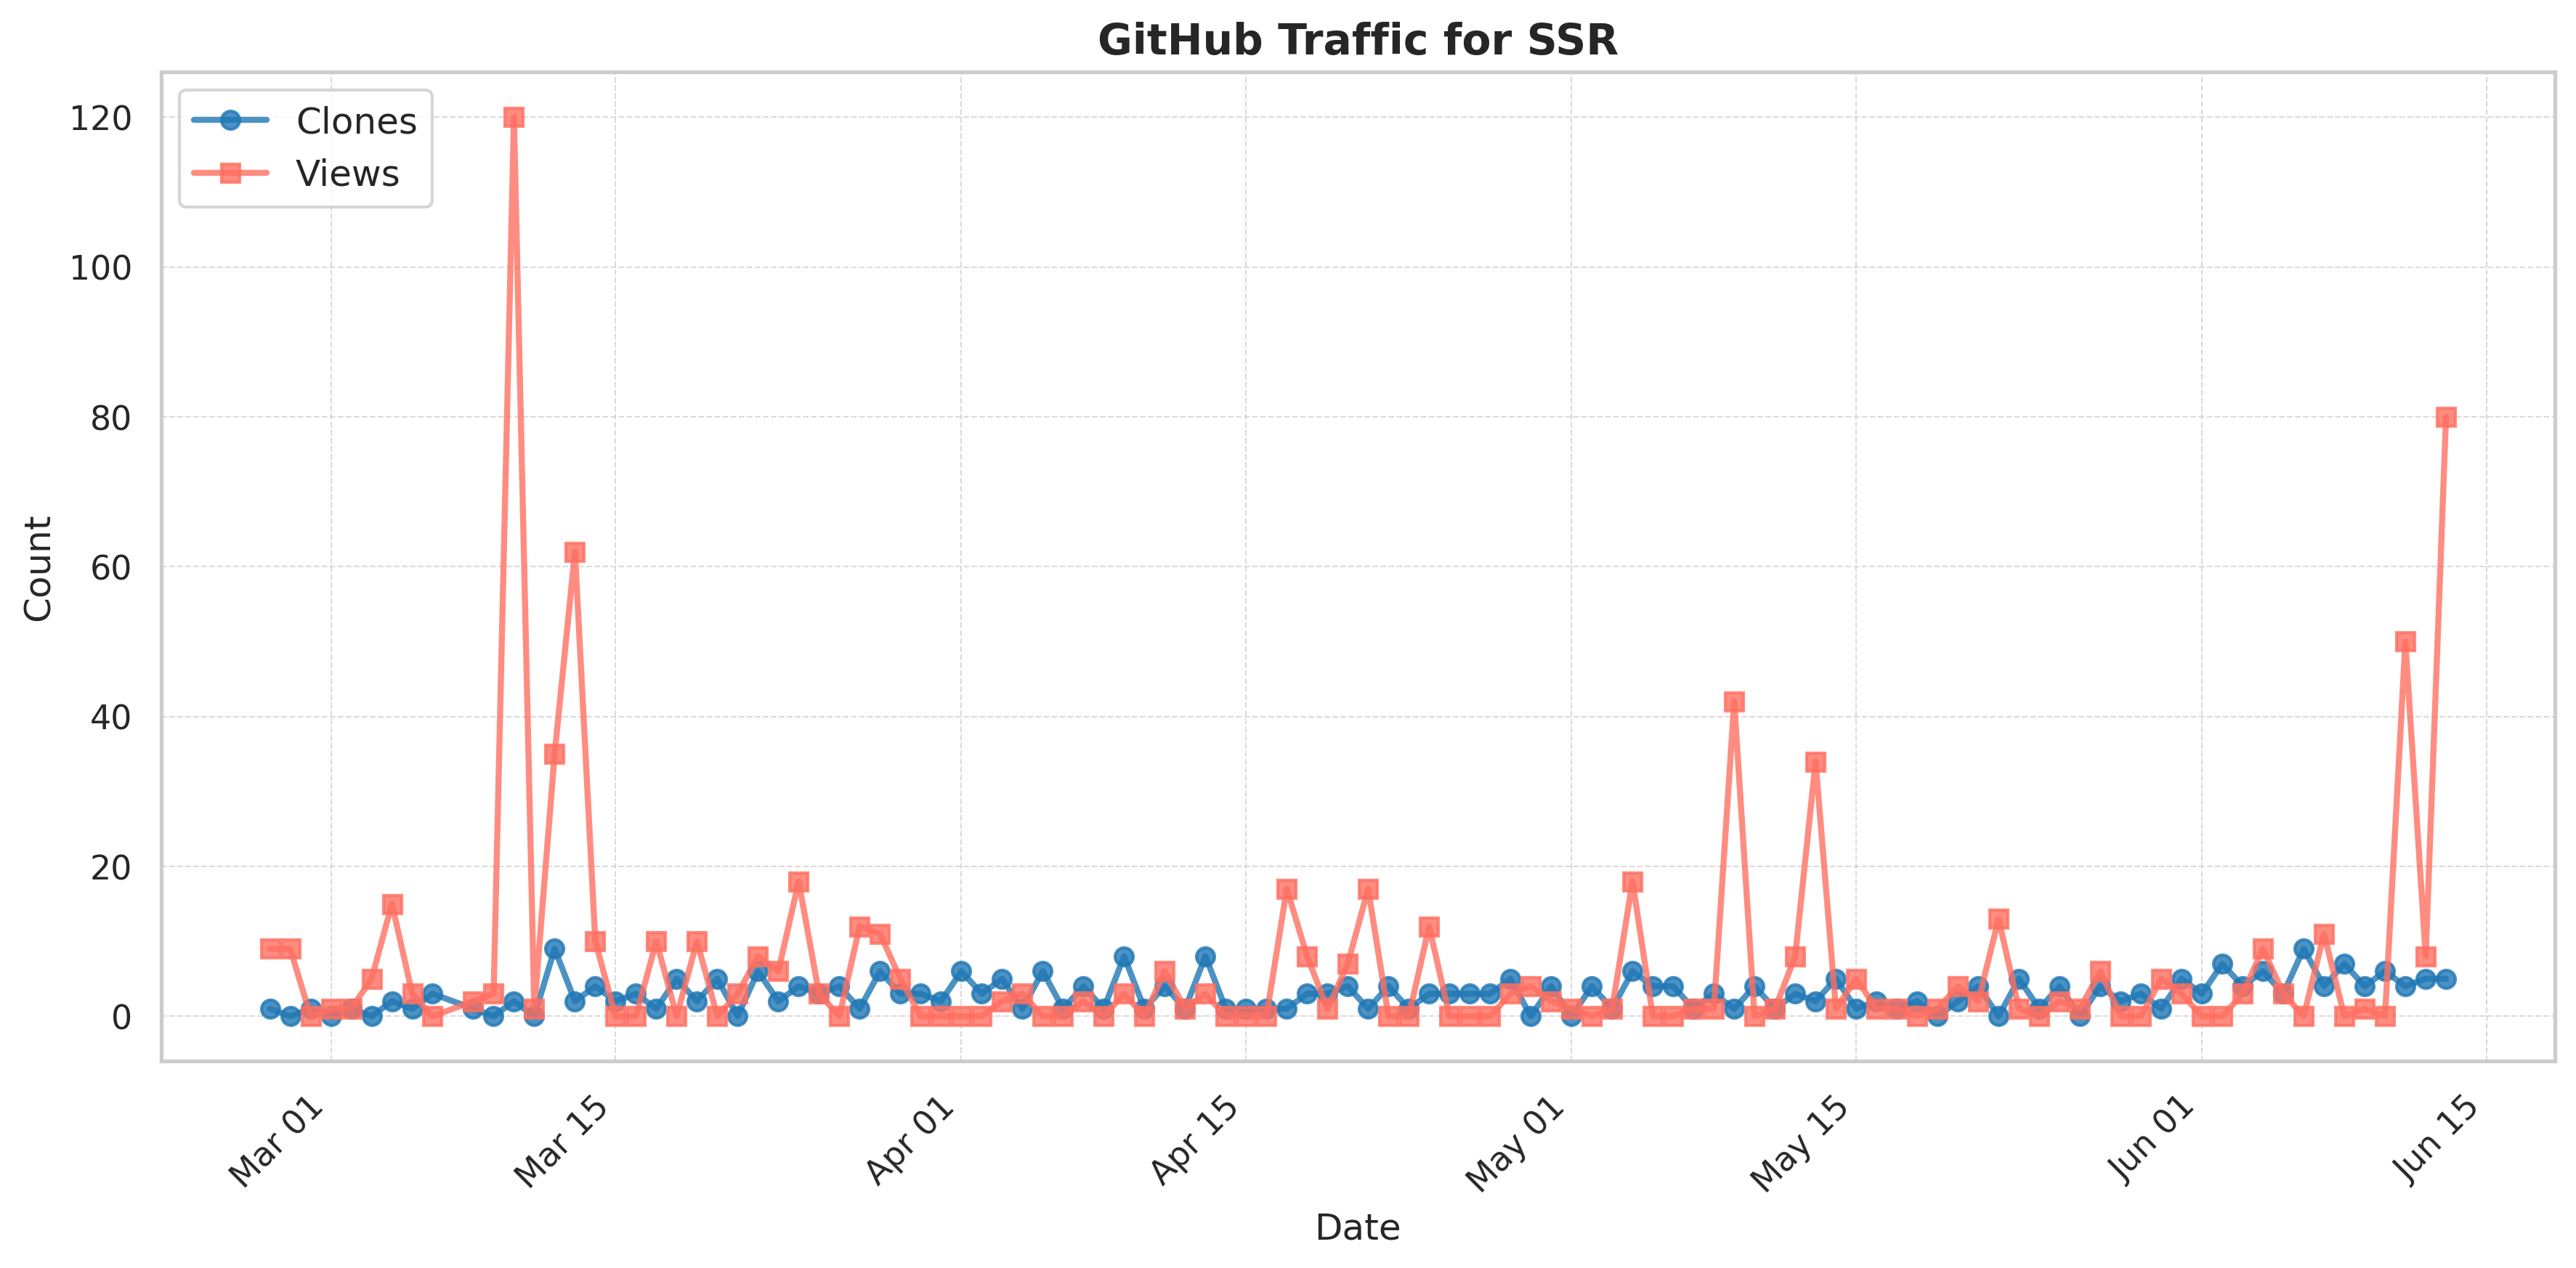 GitHub Traffic for SSR
Clones
Views
120
100
80
60
40
20
0
Count
Mar 01
Mar 15
Apr 01
Apr 15
May 01
May 15
Jun 01
Jun 15
Date